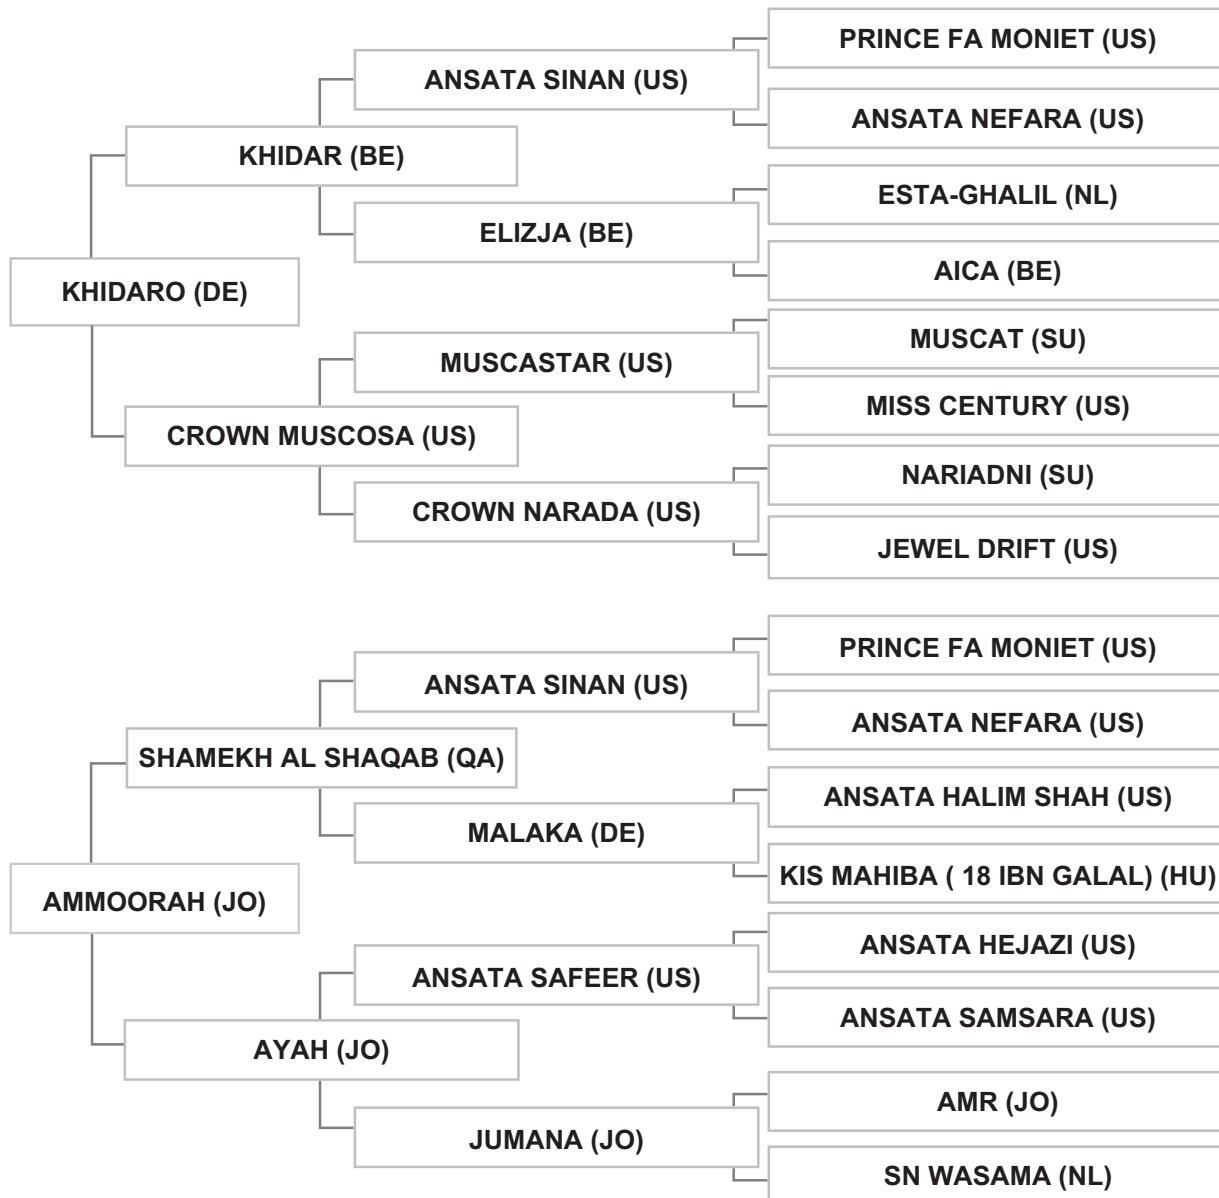 PRINCE FA MONIET (US)
ANSATA SINAN (US)
ANSATA NEFARA (US)
KHIDAR (BE)
ESTA-GHALIL (NL)
ELIZJA (BE)
AICA (BE)
KHIDARO (DE)
MUSCAT (SU)
MUSCASTAR (US)
MISS CENTURY (US)
CROWN MUSCOSA (US)
NARIADNI (SU)
CROWN NARADA (US)
JEWEL DRIFT (US)
PRINCE FA MONIET (US)
ANSATA SINAN (US)
ANSATA NEFARA (US)
SHAMEKH AL SHAQAB (QA)
ANSATA HALIM SHAH (US)
MALAKA (DE)
KIS MAHIBA ( 18 IBN GALAL) (HU)
AMMOORAH (JO)
ANSATA HEJAZI (US)
ANSATA SAFEER (US)
ANSATA SAMSARA (US)
AYAH (JO)
AMR (JO)
JUMANA (JO)
SN WASAMA (NL)